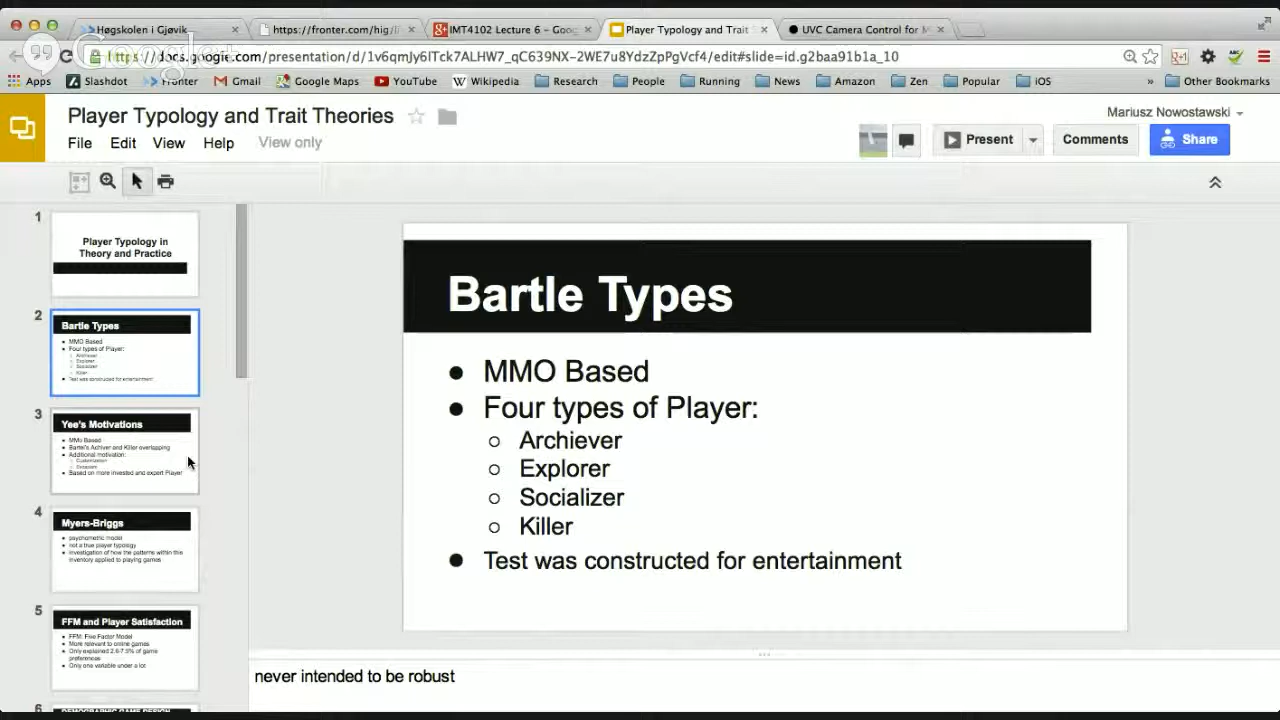 Høgskolen i Gjøvik
https://fronter.com/hig/
IMT4102 Lecture 6 – Goog
Player Typology and Trait
UVC Camera Control for M
Google+
https://docs.google.com/presentation/d/1v6qmJy6lTck7ALHW7_qC639NX-2WE7u8YdzZpPgVcf4/edit#slide=id.g2baa91b1a_10
Apps
Slashdot
Fronter
Gmail
Google Maps
YouTube
Wikipedia
Research
People
Running
Amazon
News
Zen
Popular
iOS
»
Other Bookmarks
Player Typology and Trait Theories
Mariusz Nowostawski
File Edit View Help View only
Present
Comments
Share
1
Player Typology in
Theory and Practice
2
Bartle Types
MMO Based
Four types of Player:
Archiever
Explorer
Socializer
Killer
Test was constructed for entertainment
3
Yee's Motivations
MMo Based
Bartel's Achiver and Killer overlapping
Additional motivation:
Customization
Escapism
Based on more invested and expert Player
4
Myers-Briggs
psychometric model
not a true player typology
investigation of how the patterns within this
inventory applied to playing games
5
FFM and Player Satisfaction
FFM: Five Factor Model
More relevant to online games
Only explained 2.6-7.5% of game
preferences
Only one variable under a lot
6
DEMOGRAPHIC GAME DESIGN
Bartle Types
● MMO Based
● Four types of Player:
○ Archiever
○ Explorer
○ Socializer
○ Killer
● Test was constructed for entertainment
never intended to be robust